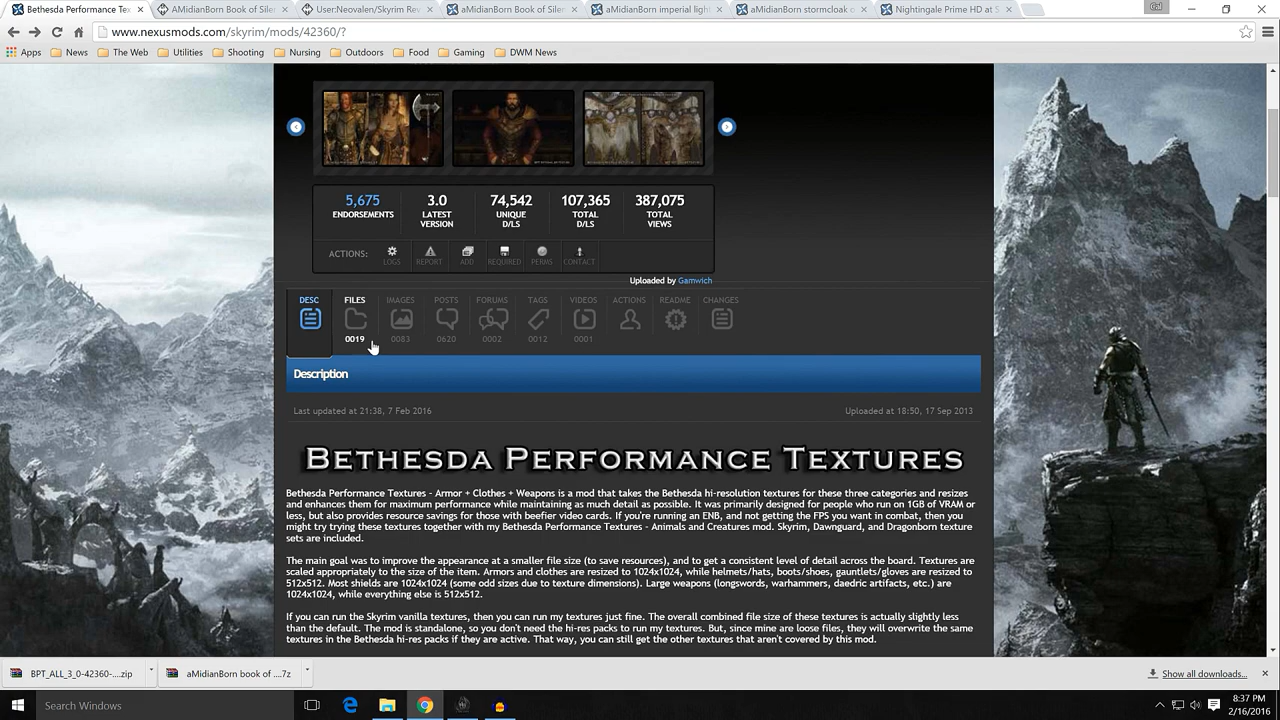 Bethesda Performance Tex
AMidianBorn Book of Siler
User:Neovalen/Skyrim Rev
aMidianBorn Book of Siler
aMidianBorn imperial light
aMidianBorn stormcloak o
Nightingale Prime HD at S
www.nexusmods.com/skyrim/mods/42360/?
Apps
News
The Web
Utilities
Shooting
Nursing
Outdoors
Food
Gaming
DWM News
5,675 3.0 74,542 107,365 387,075
ENDORSEMENTS LATEST VERSION UNIQUE D/LS TOTAL D/LS TOTAL VIEWS
ACTIONS: LOGS REPORT ADD REQUIRED PERMS CONTACT
Uploaded by Gamwich
DESC FILES IMAGES POSTS FORUMS TAGS VIDEOS ACTIONS README CHANGES
0019 0083 0620 0002 0012 0001
Description
Last updated at 21:38, 7 Feb 2016 Uploaded at 18:50, 17 Sep 2013
BETHESDA PERFORMANCE TEXTURES
Bethesda Performance Textures - Armor + Clothes + Weapons is a mod that takes the Bethesda hi-resolution textures for these three categories and resizes
and enhances them for maximum performance while maintaining as much detail as possible. It was primarily designed for people who run on 1GB of VRAM or
less, but also provides resource savings for those with beefier video cards. If you're running an ENB, and not getting the FPS you want in combat, then you
might try trying these textures together with my Bethesda Performance Textures - Animals and Creatures mod. Skyrim, Dawnguard, and Dragonborn texture
sets are included.
The main goal was to improve the appearance at a smaller file size (to save resources), and to get a consistent level of detail across the board. Textures are
scaled appropriately to the size of the item. Armors and clothes are resized to 1024x1024, while helmets/hats, boots/shoes, gauntlets/gloves are resized to
512x512. Most shields are 1024x1024 (some odd sizes due to texture dimensions). Large weapons (longswords, warhammers, daedric artifacts, etc.) are
1024x1024, while everything else is 512x512.
If you can run the Skyrim vanilla textures, then you can run my textures just fine. The overall combined file size of these textures is actually slightly less
than the default. The mod is standalone, so you don't need the hi-res packs to run my textures. But, since mine are loose files, they will overwrite the same
textures in the Bethesda hi-res packs if they are active. That way, you can still get the other textures that aren't covered by this mod.
BPT_ALL_3_0-42360-....zip
aMidianBorn book of ....7z
Show all downloads...
Search Windows
8:37 PM
2/16/2016